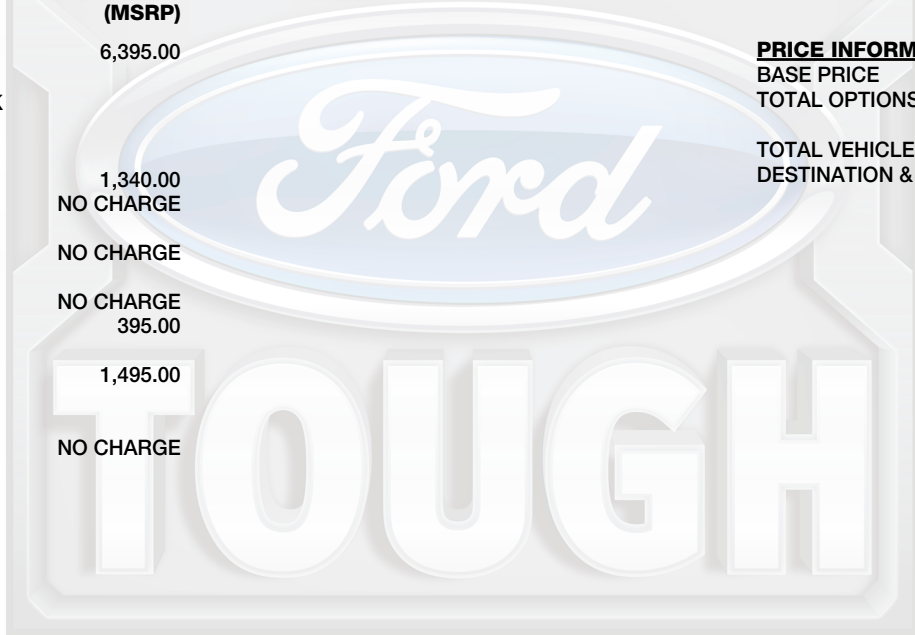 (MSRP)
6,395.00
K
1,340.00
NO CHARGE
NO CHARGE
NO CHARGE
395.00
1,495.00
NO CHARGE
PRICE INFORM
BASE PRICE
TOTAL OPTIONS
TOTAL VEHICLE
DESTINATION &
Ford
TOUGH